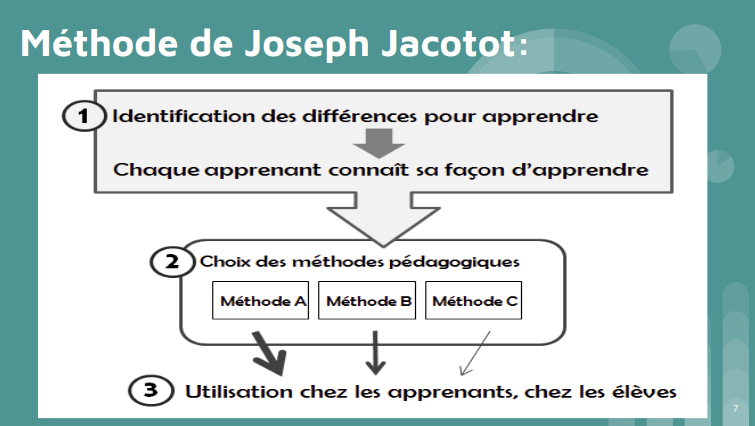 Méthode de Joseph Jacotot:
1 Identification des différences pour apprendre
Chaque apprenant connaît sa façon d'apprendre
2 Choix des méthodes pédagogiques
Méthode A Méthode B Méthode C
3 Utilisation chez les apprenants, chez les élèves
7